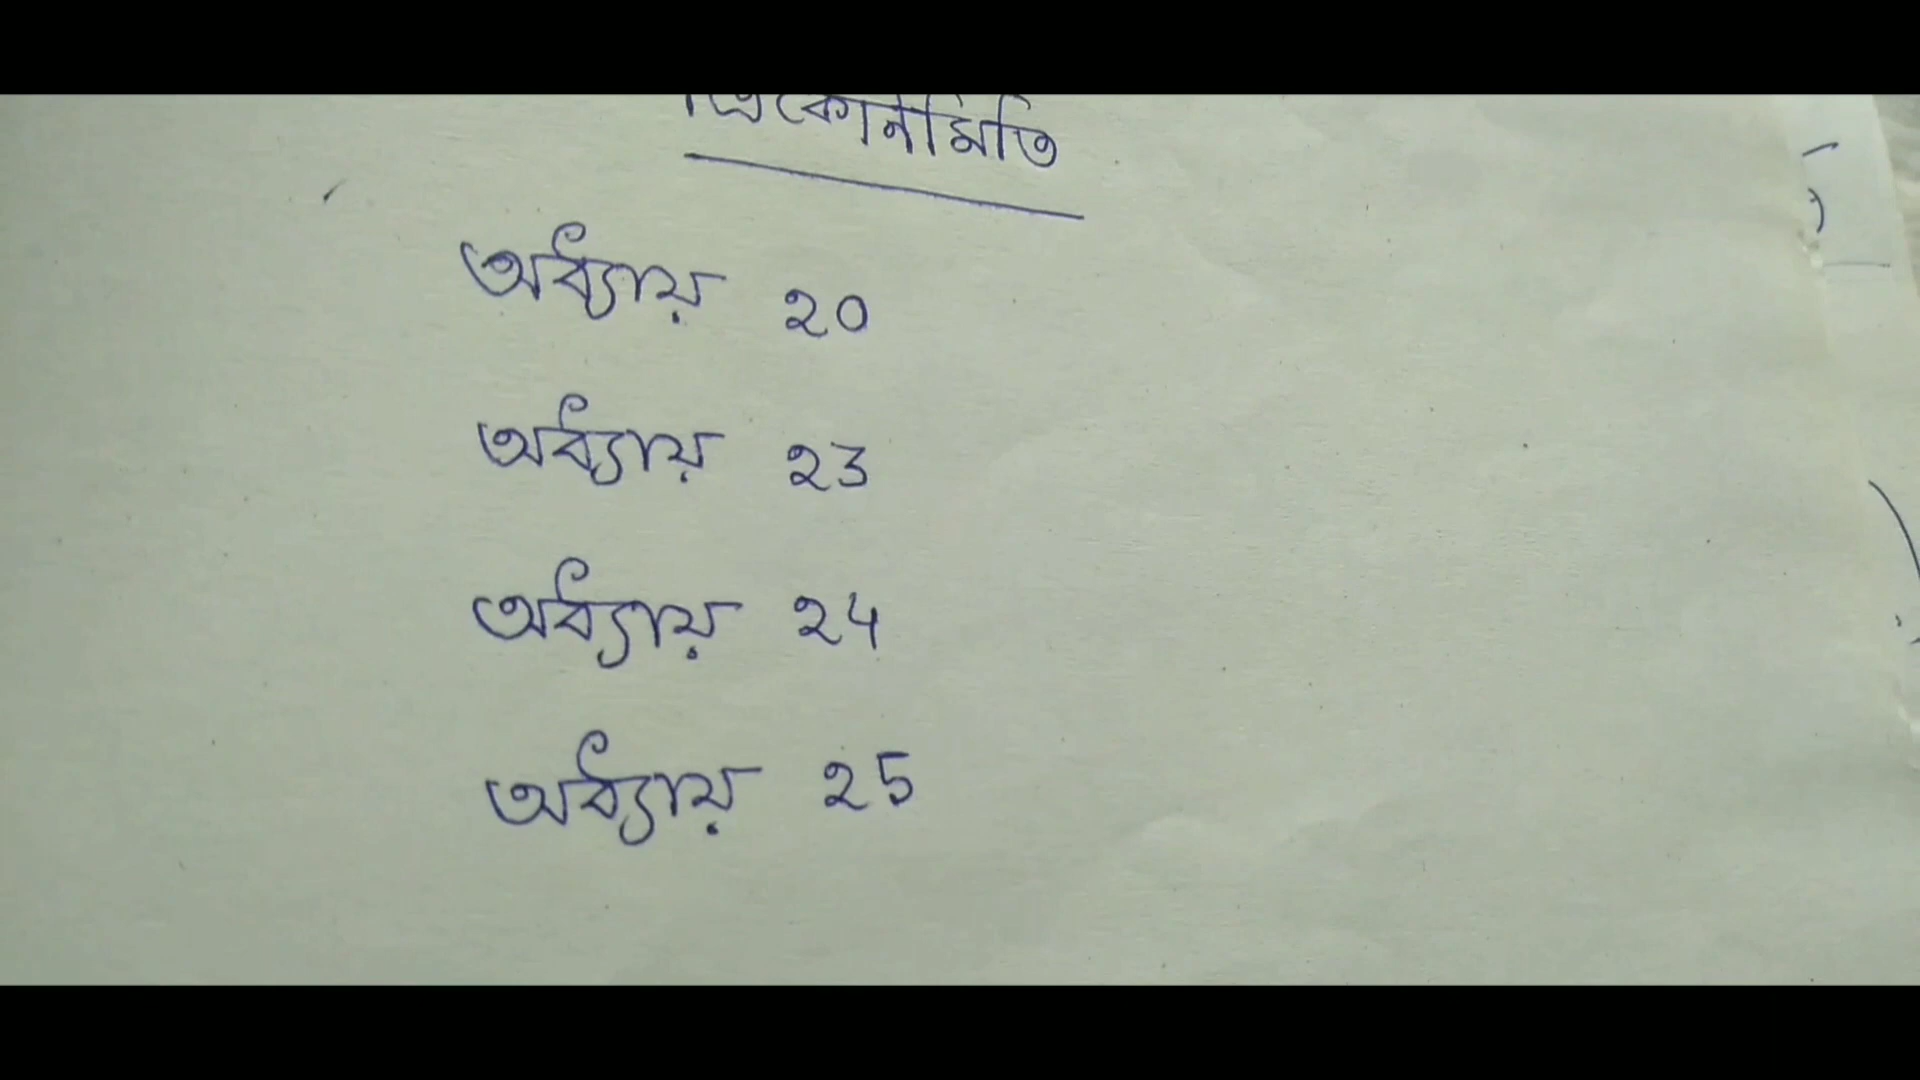 ত্রিকোনমিতি
অধ্যায় ২০
অধ্যায় ২3
অধ্যায় ২4
অধ্যায় ২5